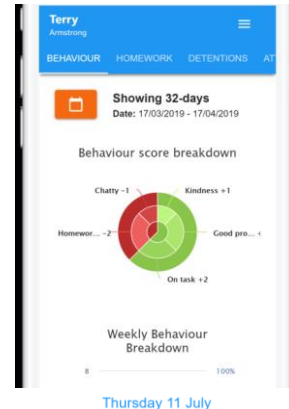 Terry
Armstrong
BEHAVIOUR HOMEWORK DETENTIONS AT
Showing 32-days
Date: 17/03/2019 - 17/04/2019
Behaviour score breakdown
Chatty -1 Kindness +1
Homewor... -2 Good pro...
On task +2
Weekly Behaviour
Breakdown
8 100%
Thursday 11 July